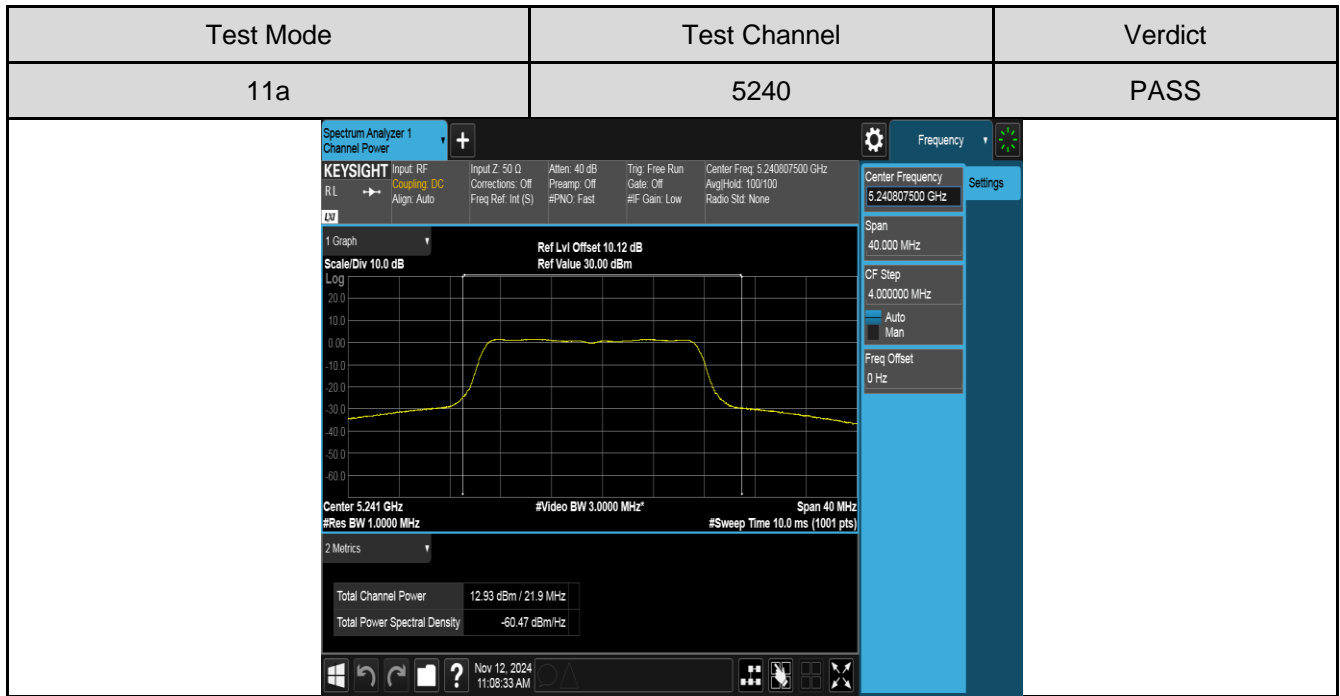 Test Mode Test Channel Verdict
11a 5240 PASS
Spectrum Analyzer 1
Channel Power
+
Frequency
KEYSIGHT Input: RF Input Z: 50 Ω Atten: 40 dB Trig: Free Run Center Freq: 5.240807500 GHz
RL Coupling: DC Corrections: Off Preamp: Off Gate: Off Avg|Hold: 100/100
Align: Auto Freq Ref: Int (S) #PNO: Fast #IF Gain: Low Radio Std: None
LXI
Center Frequency
5.240807500 GHz
Settings
Span
40.000 MHz
CF Step
4.000000 MHz
Auto
Man
Freq Offset
0 Hz
1 Graph
Ref Lvl Offset 10.12 dB
Scale/Div 10.0 dB Ref Value 30.00 dBm
Log
20.0
10.0
0.00
-10.0
-20.0
-30.0
-40.0
-50.0
-60.0
Center 5.241 GHz #Video BW 3.0000 MHz* Span 40 MHz
#Res BW 1.0000 MHz #Sweep Time 10.0 ms (1001 pts)
2 Metrics
Total Channel Power 12.93 dBm / 21.9 MHz
Total Power Spectral Density -60.47 dBm/Hz
? Nov 12, 2024
11:08:33 AM